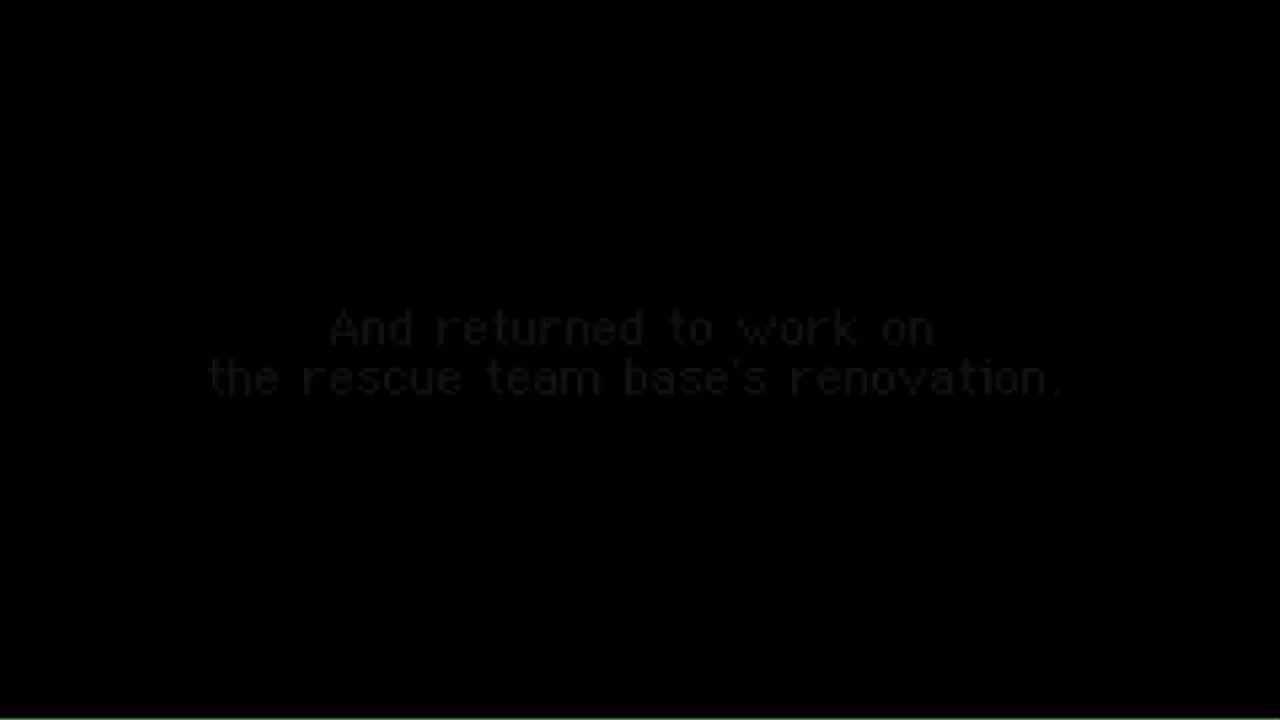 And returned to work on
the rescue team base's renovation.